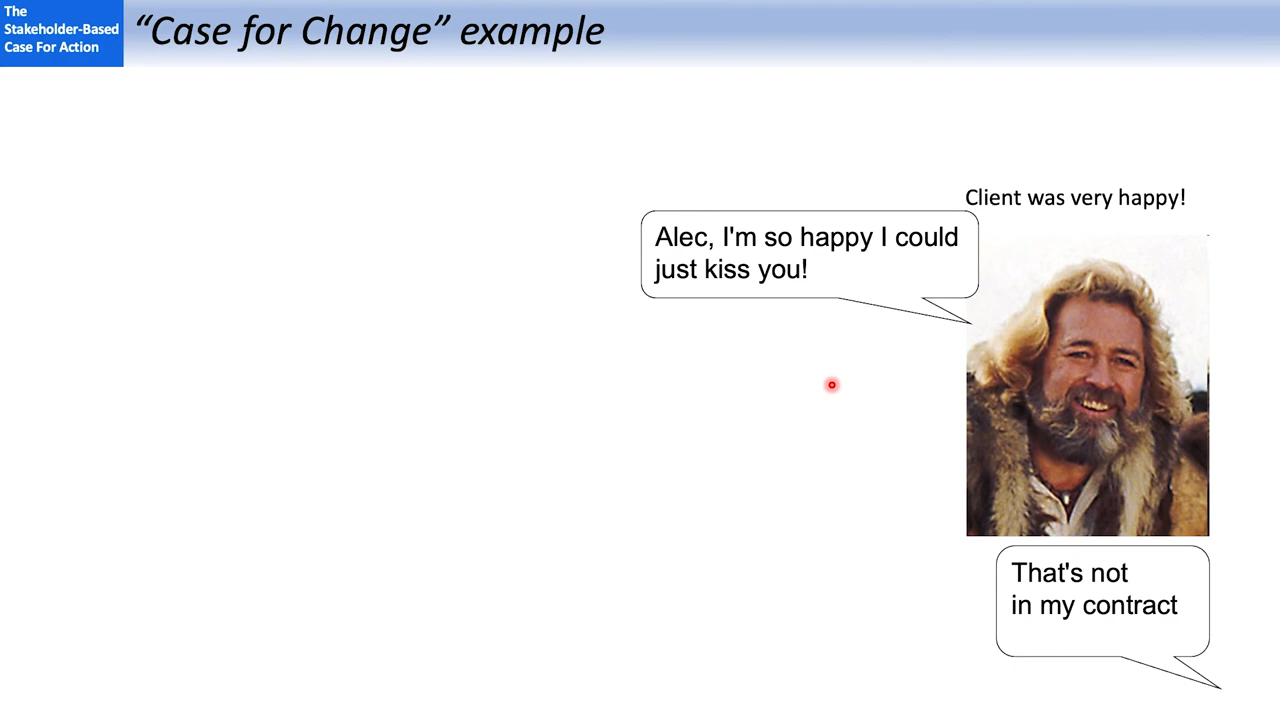 The
Stakeholder-Based
Case For Action
“Case for Change” example
Client was very happy!
Alec, I'm so happy I could
just kiss you!
That's not
in my contract